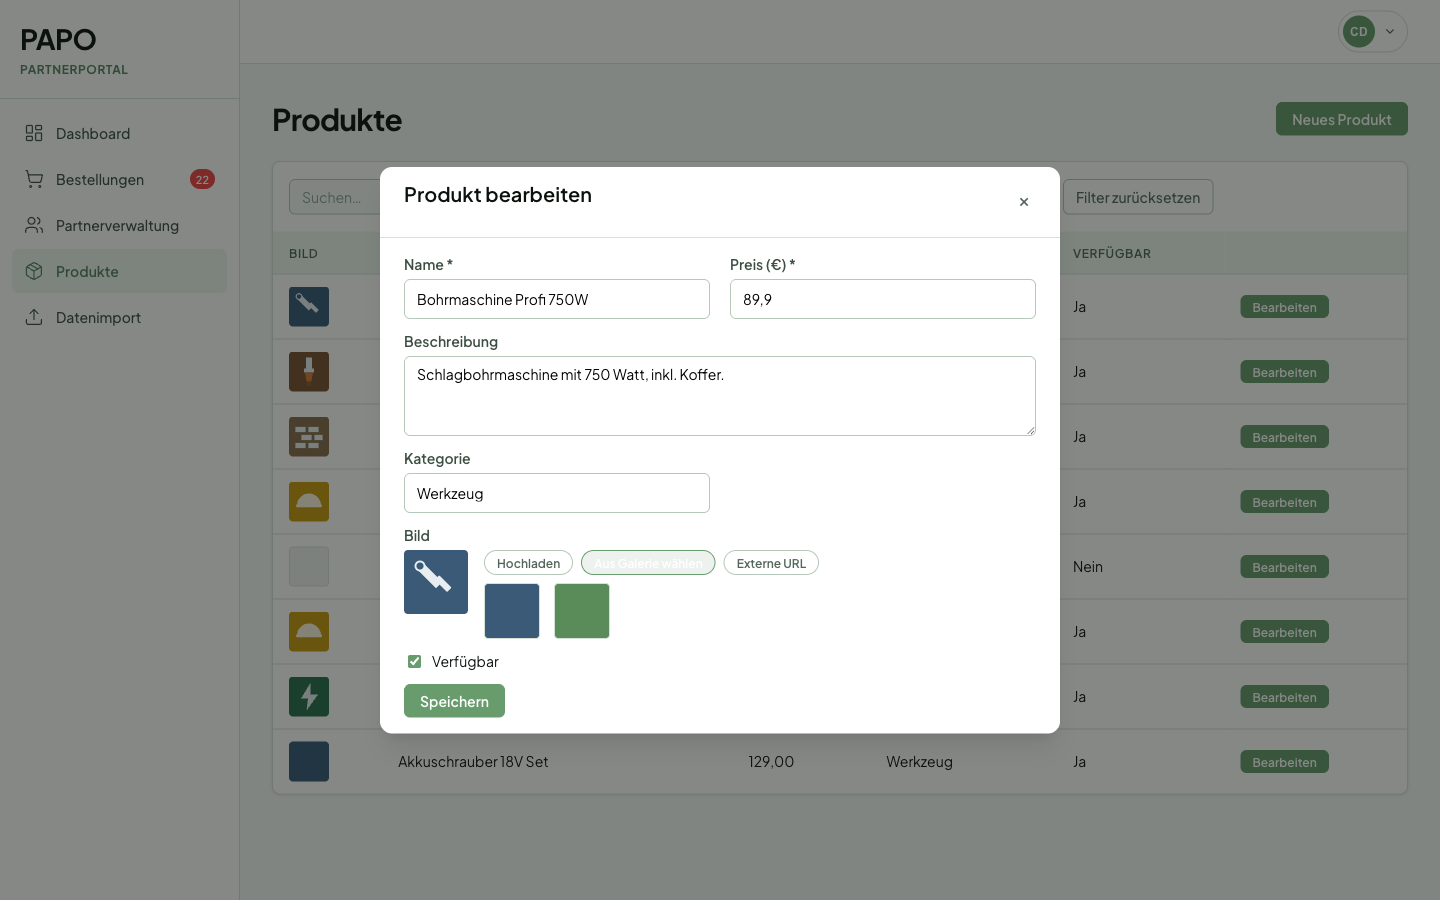 PAPO
PARTNERPORTAL
CD
Dashboard
Bestellungen 22
Partnerverwaltung
Produkte
Datenimport
Produkte
Neues Produkt
Suchen...
Filter zurücksetzen
BILD
VERFÜGBAR
Ja Bearbeiten
Ja Bearbeiten
Ja Bearbeiten
Ja Bearbeiten
Nein Bearbeiten
Ja Bearbeiten
Ja Bearbeiten
Akkuschrauber 18V Set 129,00 Werkzeug Ja Bearbeiten
Produkt bearbeiten
×
Name * Preis (€) *
Bohrmaschine Profi 750W 89,9
Beschreibung
Schlagbohrmaschine mit 750 Watt, inkl. Koffer.
Kategorie
Werkzeug
Bild
Hochladen Aus Galerie wählen Externe URL
Verfügbar
Speichern